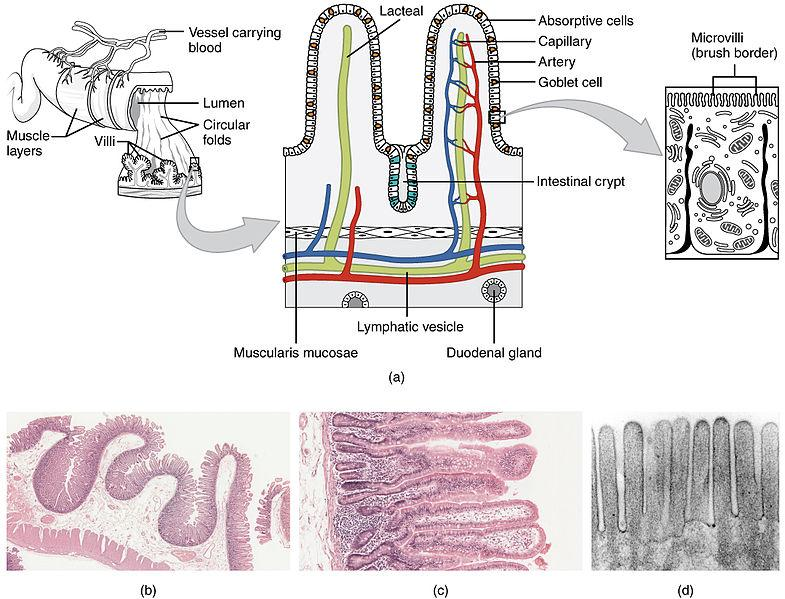 Lacteal
Vessel carrying
blood
Lumen
Circular
folds
Muscle
layers
Villi
Absorptive cells
Capillary
Artery
Goblet cell
Intestinal crypt
Microvilli
(brush border)
Lymphatic vesicle
Muscularis mucosae
Duodenal gland
(a)
(b)
(c)
(d)